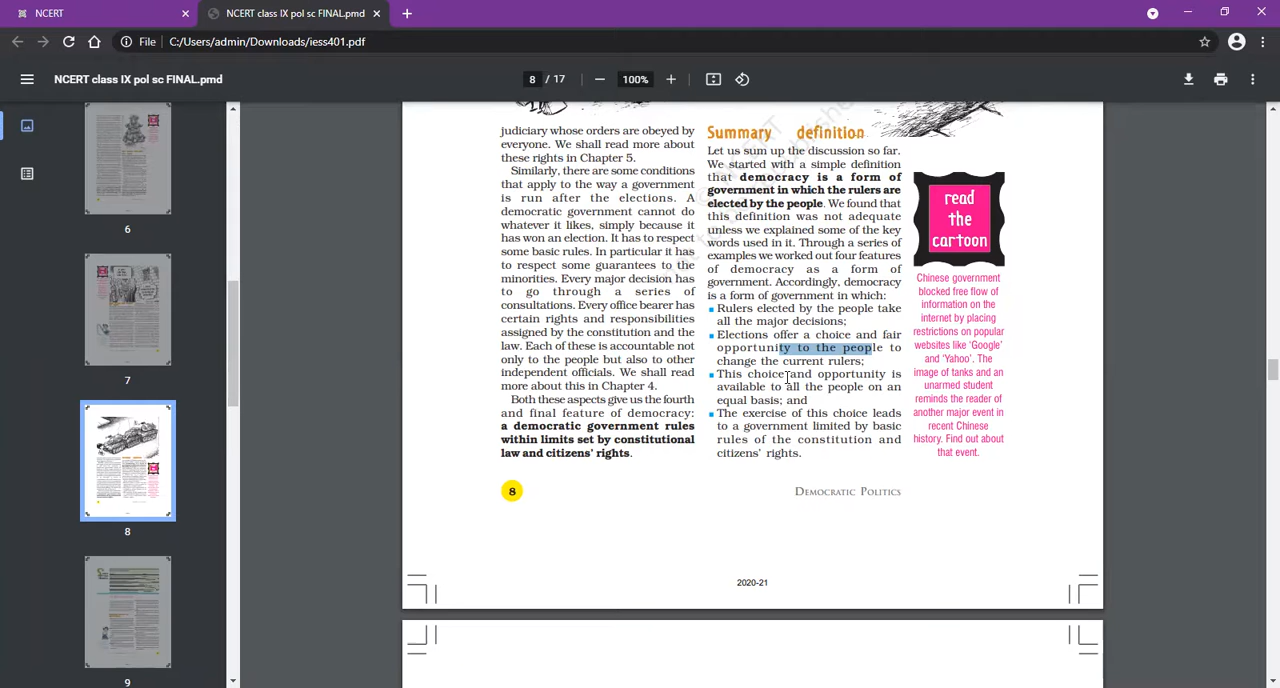 NCERT
NCERT class IX pol sc FINAL.pmd
File
C:/Users/admin/Downloads/iess401.pdf
NCERT class IX pol sc FINAL.pmd
8 / 17
100%
6
7
8
9
judiciary whose orders are obeyed by
everyone. We shall read more about
these rights in Chapter 5.
Similarly, there are some conditions
that apply to the way a government
is run after the elections. A
democratic government cannot do
whatever it likes, simply because it
has won an election. It has to respect
some basic rules. In particular it has
to respect some guarantees to the
minorities. Every major decision has
to go through a series of
consultations. Every office bearer has
certain rights and responsibilities
assigned by the constitution and the
law. Each of these is accountable not
only to the people but also to other
independent officials. We shall read
more about this in Chapter 4.
Both these aspects give us the fourth
and final feature of democracy:
a democratic government rules
within limits set by constitutional
law and citizens' rights.
Summary definition
Let us sum up the discussion so far.
We started with a simple definition
that democracy is a form of
government in which the rulers are
elected by the people. We found that
this definition was not adequate
unless we explained some of the key
words used in it. Through a series of
examples we worked out four features
of democracy as a form of
government. Accordingly, democracy
is a form of government in which:
Rulers elected by the people take
all the major decisions;
Elections offer a choice and fair
opportunity to the people to
change the current rulers;
This choice and opportunity is
available to all the people on an
equal basis; and
The exercise of this choice leads
to a government limited by basic
rules of the constitution and
citizens' rights.
read
the
cartoon
Chinese government
blocked free flow of
information on the
internet by placing
restrictions on popular
websites like 'Google'
and 'Yahoo'. The
image of tanks and an
unarmed student
reminds the reader of
another major event in
recent Chinese
history. Find out about
that event.
8
DEMOCRATIC POLITICS
2020-21